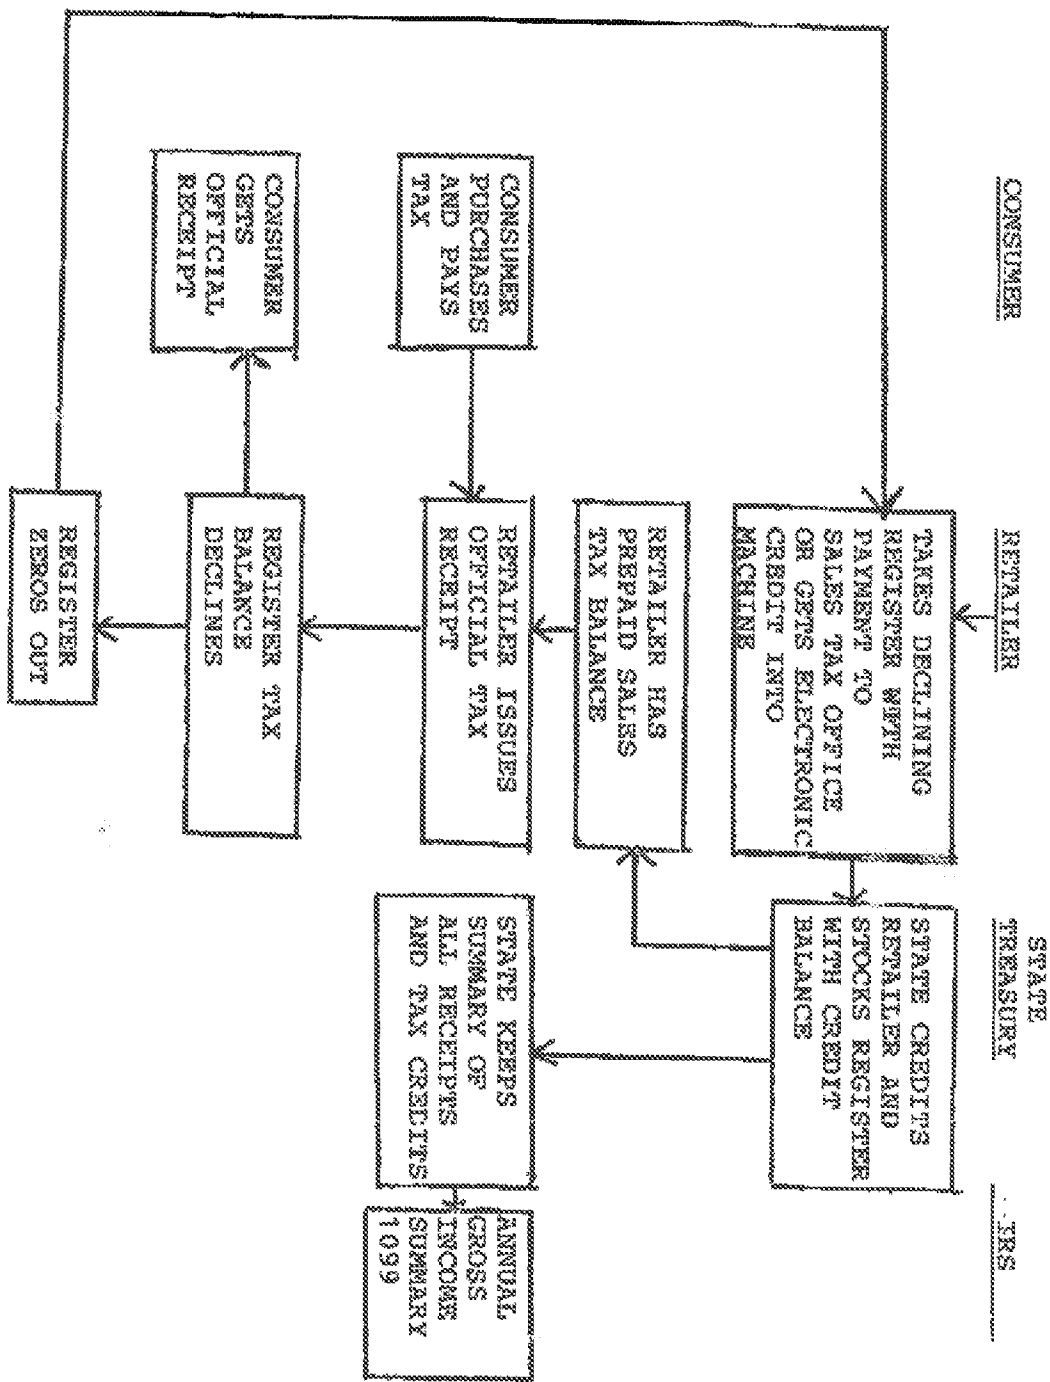 CONSUMER
RETAILER
STATE
TREASURY
IRS
TAKES DECLINING
REGISTER WITH
PAYMENT TO
SALES TAX OFFICE
OR GETS ELECTRONIC
CREDIT INTO
MACHINE
STATE CREDITS
RETAILER AND
STOCKS REGISTER
WITH CREDIT
BALANCE
RETAILER HAS
PREPAID SALES
TAX BALANCE
CONSUMER
PURCHASES
AND PAYS
TAX
RETAILER ISSUES
OFFICIAL TAX
RECEIPT
STATE KEEPS
SUMMARY OF
ALL RECEIPTS
AND TAX CREDITS
ANNUAL
GROSS
INCOME
SUMMARY
1099
CONSUMER
GETS
OFFICIAL
RECEIPT
REGISTER TAX
BALANCE
DECLINES
REGISTER
ZEROS OUT